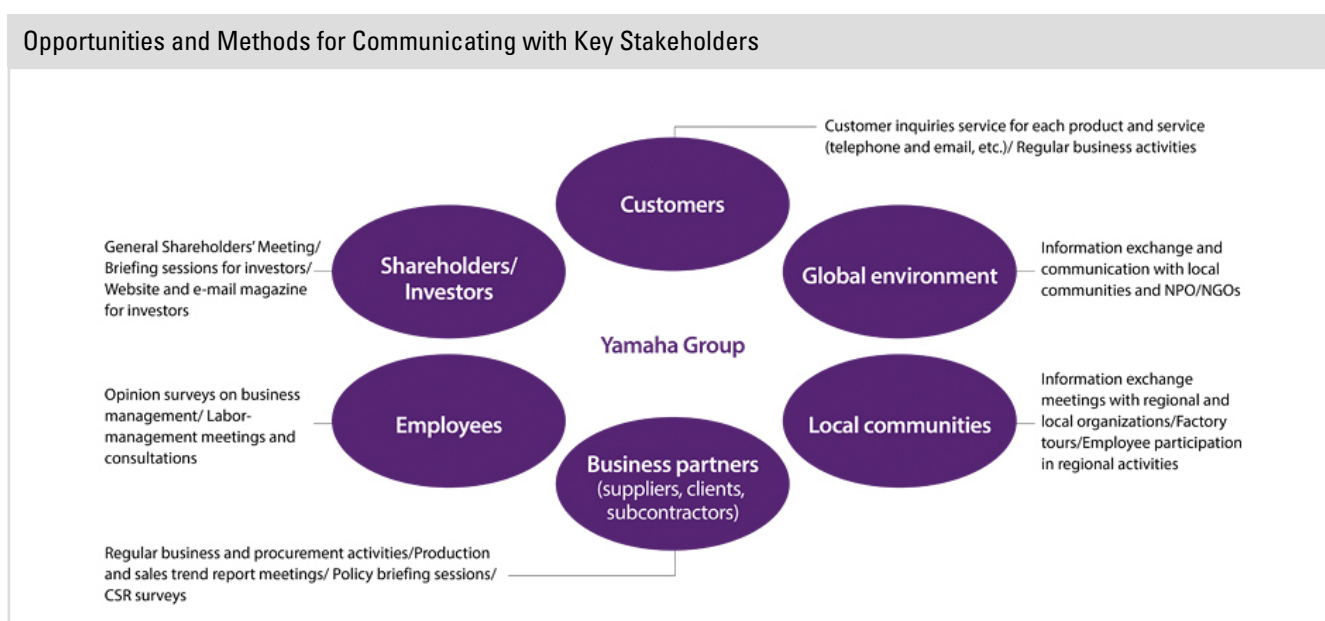 Opportunities and Methods for Communicating with Key Stakeholders
Customer inquiries service for each product and service
(telephone and email, etc.)/ Regular business activities
Customers
General Shareholders' Meeting/
Briefing sessions for investors/
Website and e-mail magazine
for investors
Shareholders/
Investors
Global environment
Information exchange and
communication with local
communities and NPO/NGOs
Yamaha Group
Opinion surveys on business
management/ Labor-
management meetings and
consultations
Employees
Local communities
Information exchange
meetings with regional and
local organizations/Factory
tours/Employee participation
in regional activities
Business partners
(suppliers, clients,
subcontractors)
Regular business and procurement activities/Production
and sales trend report meetings/ Policy briefing sessions/
CSR surveys